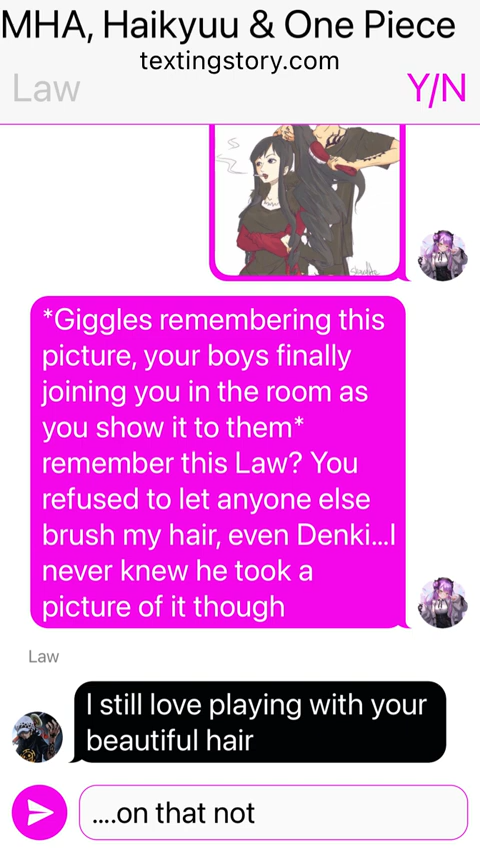 MHA, Haikyuu & One Piece
textingstory.com
Law
Y/N
*Giggles remembering this
picture, your boys finally
joining you in the room as
you show it to them*
remember this Law? You
refused to let anyone else
brush my hair, even Denki...I
never knew he took a
picture of it though
Law
I still love playing with your
beautiful hair
....on that not